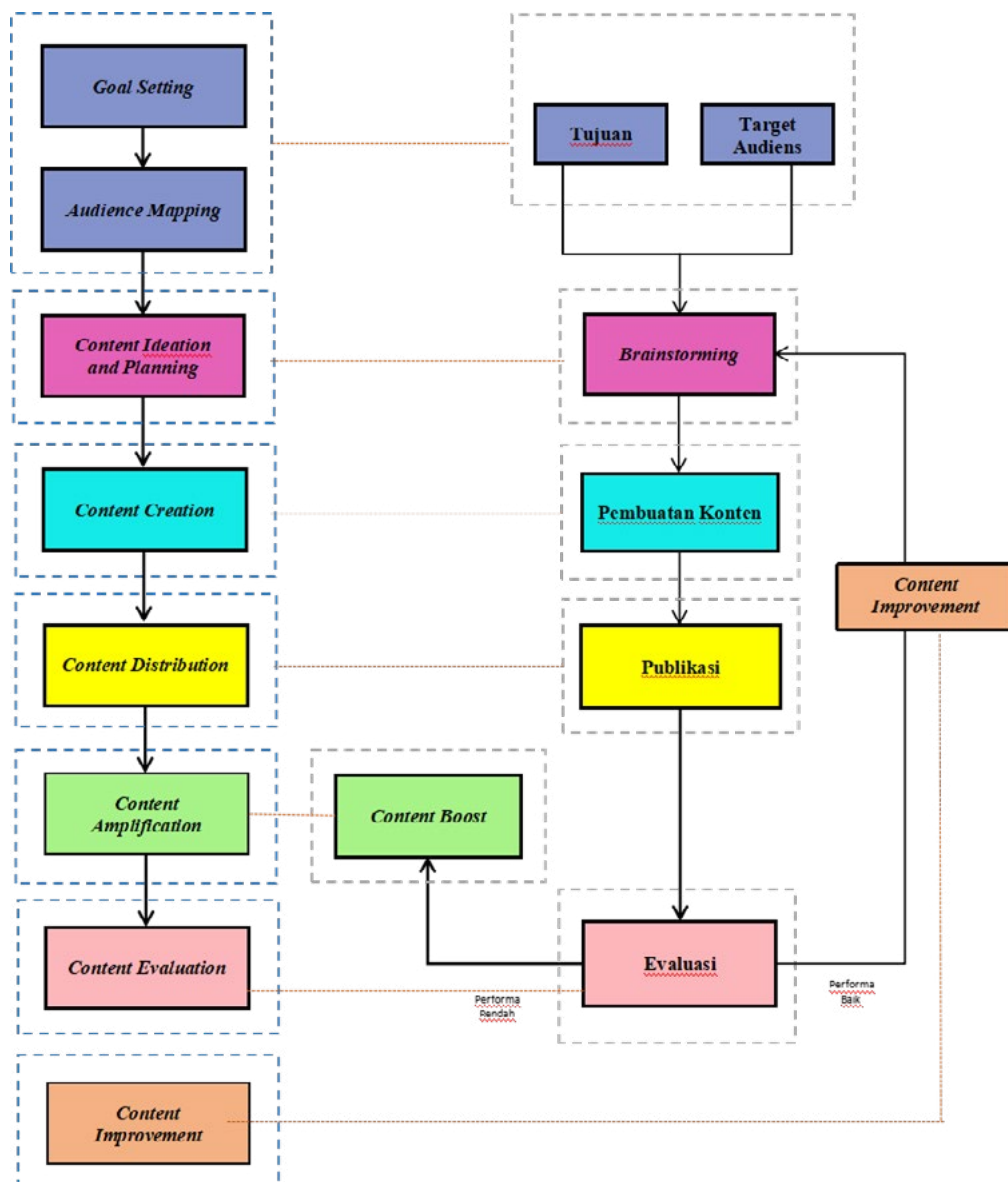 Goal Setting
Tujuan
Target
Audiens
Audience Mapping
Content Ideation
and Planning
Brainstorming
Content Creation
Pembuatan Konten
Content
Improvement
Content Distribution
Publikasi
Content
Amplification
Content Boost
Content Evaluation
Evaluasi
Performa
Rendah
Performa
Baik
Content
Improvement